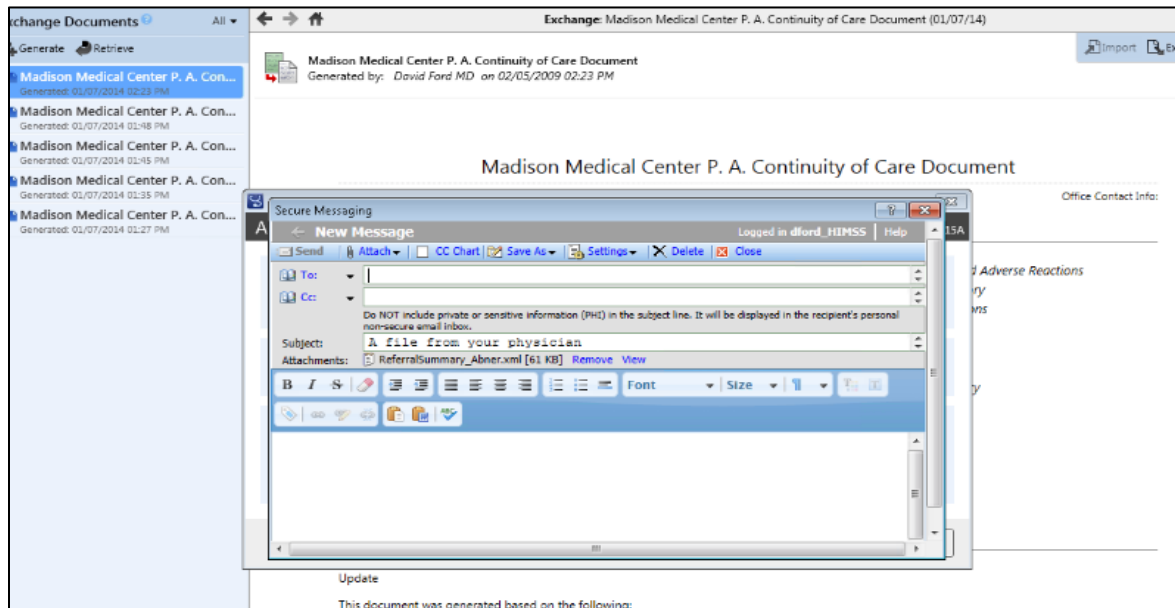 xchange Documents All
Exchange: Madison Medical Center P. A. Continuity of Care Document (01/07/14)
Generate Retrieve
Import Ex
Madison Medical Center P. A. Con...
Generated: 01/07/2014 02:23 PM
Madison Medical Center P. A. Con...
Generated: 01/07/2014 01:48 PM
Madison Medical Center P. A. Con...
Generated: 01/07/2014 01:45 PM
Madison Medical Center P. A. Con...
Generated: 01/07/2014 01:35 PM
Madison Medical Center P. A. Con...
Generated: 01/07/2014 01:27 PM
Madison Medical Center P. A. Continuity of Care Document
Generated by: David Ford MD on 02/05/2009 02:23 PM
Madison Medical Center P. A. Continuity of Care Document
Office Contact Info:
Secure Messaging
A
New Message Logged in dford_HIMSS Help
15A
Send Attach CC Chart Save As Settings Delete Close
To:
Cc:
Do NOT include private or sensitive information (PHI) in the subject line. It will be displayed in the recipient's personal
non-secure email inbox.
Subject: A file from your physician
Attachments: ReferralSummary_Abner.xml [61 KB] Remove View
B I S Font Size
ABC
d Adverse Reactions
ry
ons
y
Update
This document was generated based on the following: